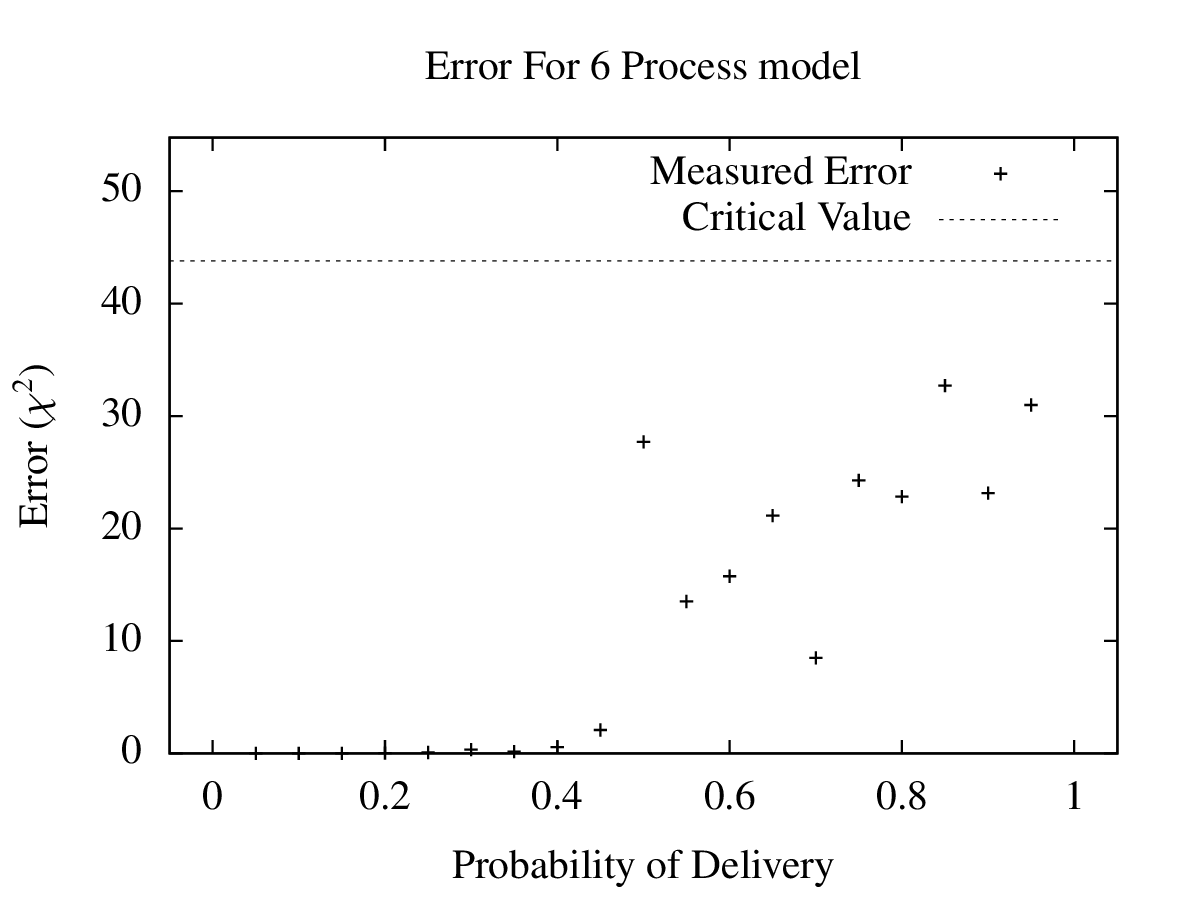 Error For 6 Process model
Measured Error
Critical Value
50
40
30
20
10
0
Error (χ²)
0 0.2 0.4 0.6 0.8 1
Probability of Delivery